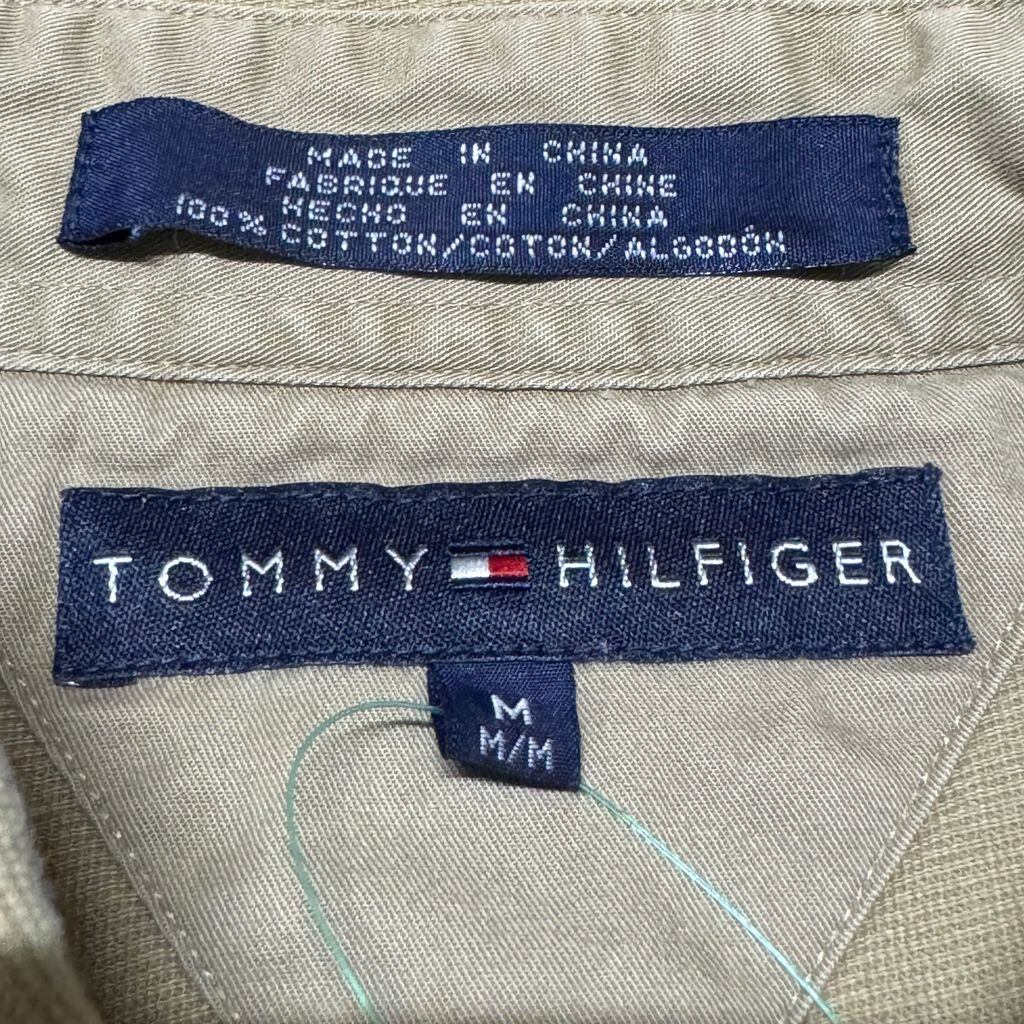 MADE IN CHINA
FABRIQUE EN CHINE
HECHO EN CHINA
100% COTTON/COTON/ALGODÓN
TOMMY HILFIGER
M
M/M